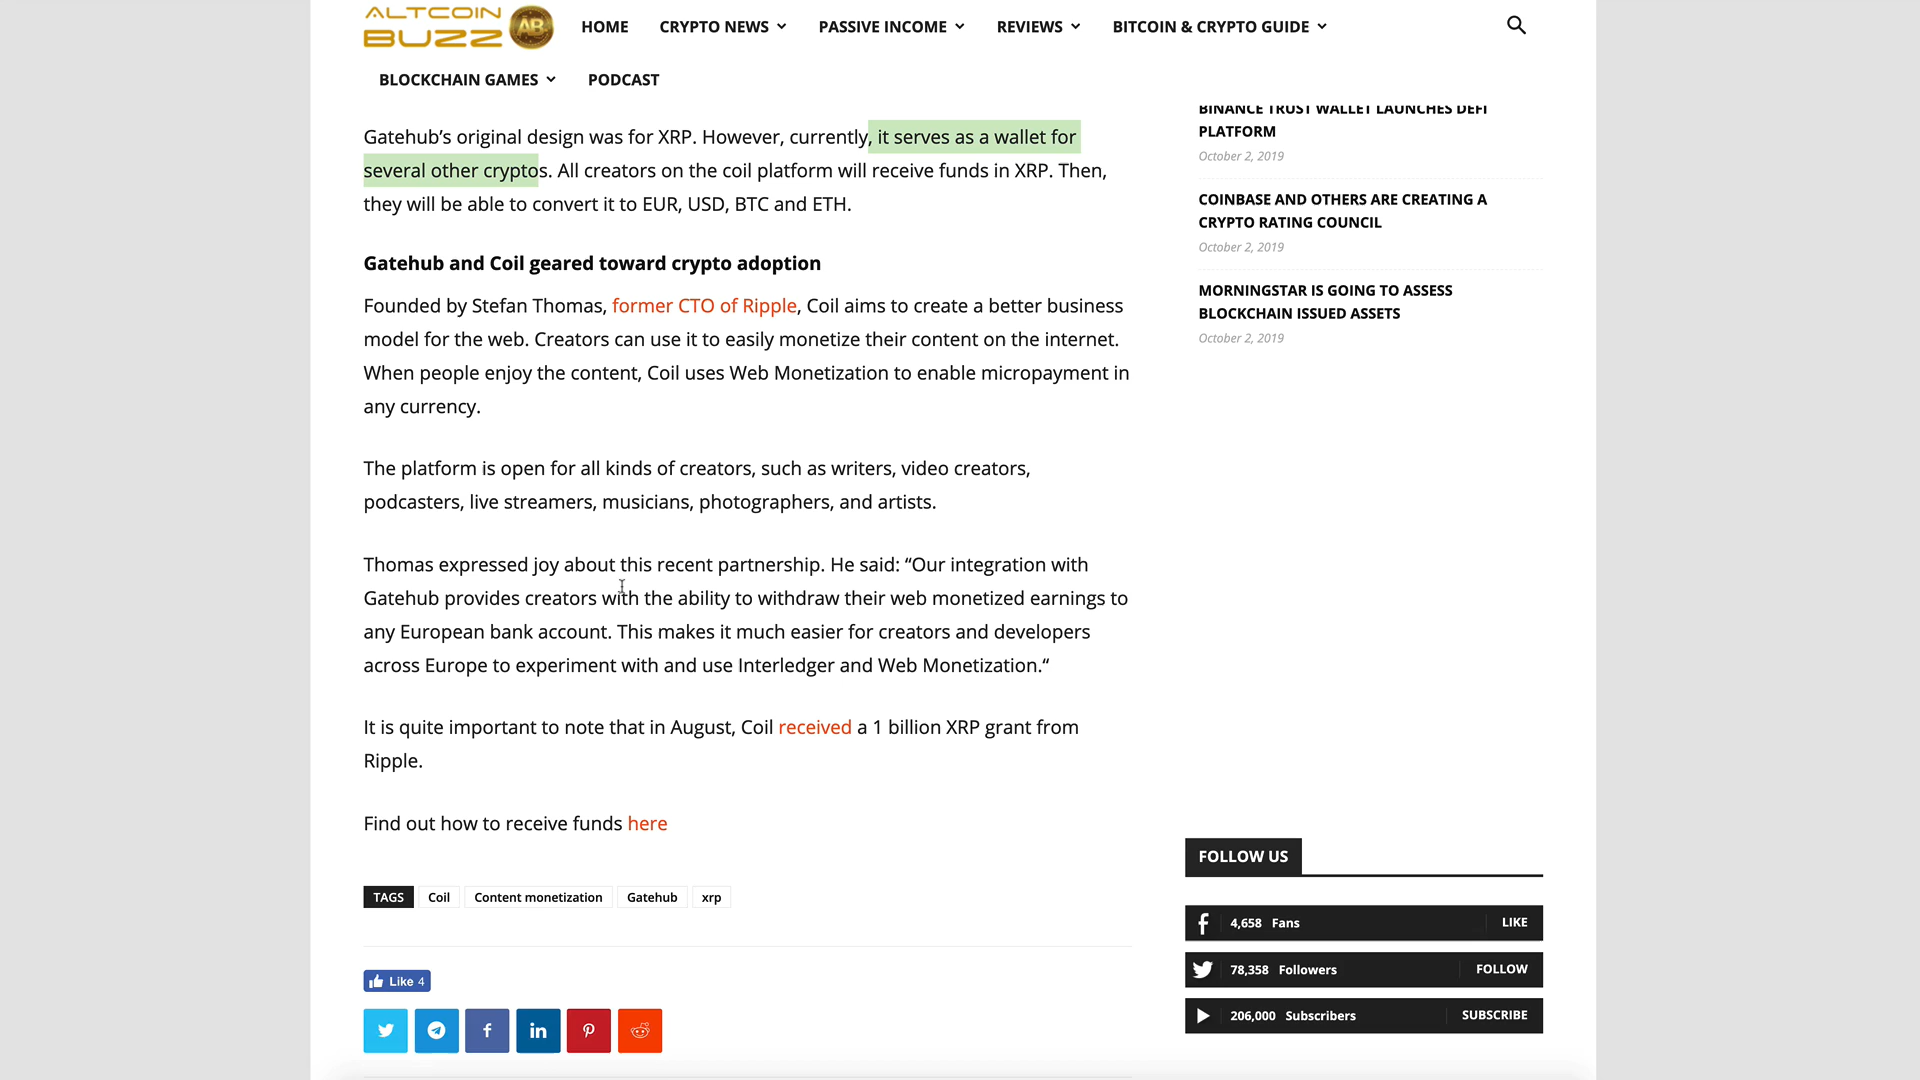 ALTCOIN
BUZZ AB
HOME CRYPTO NEWS PASSIVE INCOME REVIEWS BITCOIN & CRYPTO GUIDE
BLOCKCHAIN GAMES PODCAST
Gatehub’s original design was for XRP. However, currently, it serves as a wallet for
several other cryptos. All creators on the coil platform will receive funds in XRP. Then,
they will be able to convert it to EUR, USD, BTC and ETH.
Gatehub and Coil geared toward crypto adoption
Founded by Stefan Thomas, former CTO of Ripple, Coil aims to create a better business
model for the web. Creators can use it to easily monetize their content on the internet.
When people enjoy the content, Coil uses Web Monetization to enable micropayment in
any currency.
The platform is open for all kinds of creators, such as writers, video creators,
podcasters, live streamers, musicians, photographers, and artists.
Thomas expressed joy about this recent partnership. He said: “Our integration with
Gatehub provides creators with the ability to withdraw their web monetized earnings to
any European bank account. This makes it much easier for creators and developers
across Europe to experiment with and use Interledger and Web Monetization.“
It is quite important to note that in August, Coil received a 1 billion XRP grant from
Ripple.
Find out how to receive funds here
TAGS Coil Content monetization Gatehub xrp
Like 4
BINANCE TRUST WALLET LAUNCHES DEFI
PLATFORM
October 2, 2019
COINBASE AND OTHERS ARE CREATING A
CRYPTO RATING COUNCIL
October 2, 2019
MORNINGSTAR IS GOING TO ASSESS
BLOCKCHAIN ISSUED ASSETS
October 2, 2019
FOLLOW US
4,658 Fans LIKE
78,358 Followers FOLLOW
206,000 Subscribers SUBSCRIBE